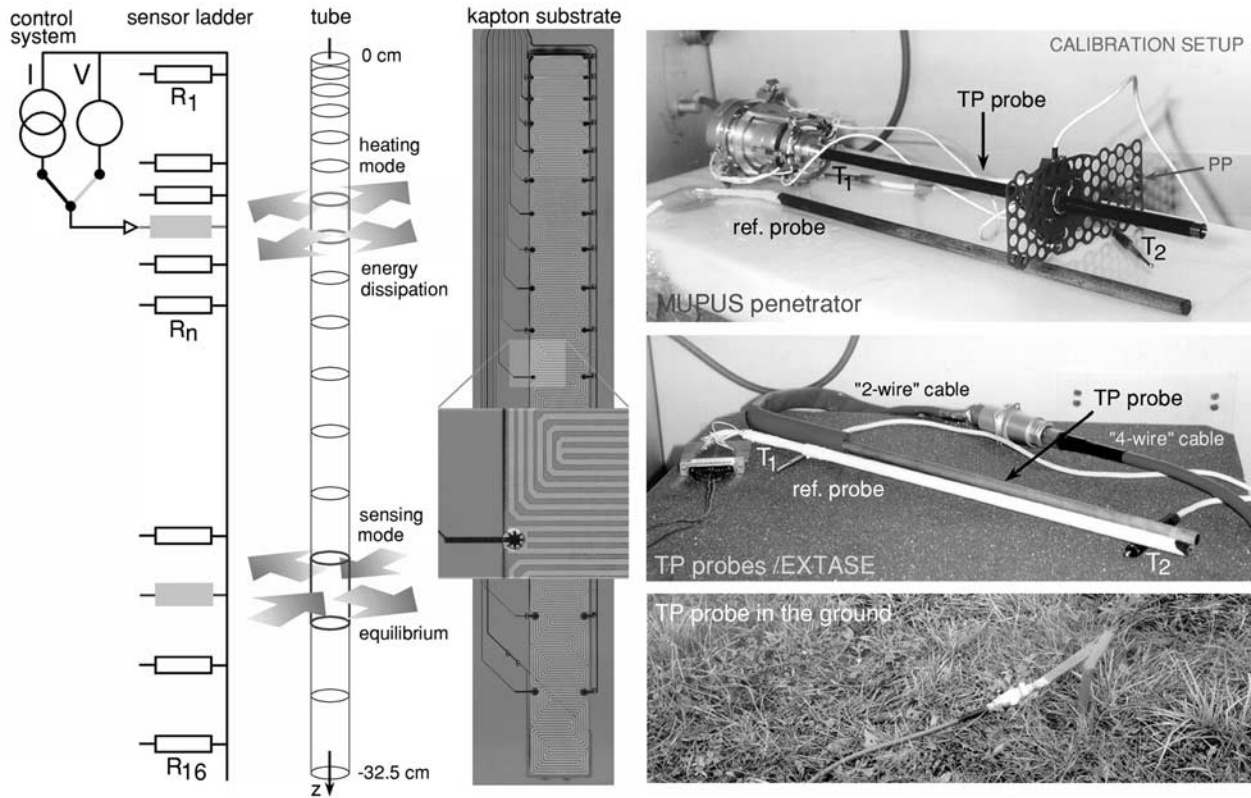 control
system
sensor ladder
tube
kapton substrate
I
V
R1
Rn
R16
0 cm
heating
mode
energy
dissipation
sensing
mode
equilibrium
-32.5 cm
z
CALIBRATION SETUP
TP probe
PP
T1
ref. probe
T2
MUPUS penetrator
"2-wire" cable
TP probe
"4-wire" cable
T1
ref. probe
T2
TP probes /EXTASE
TP probe in the ground